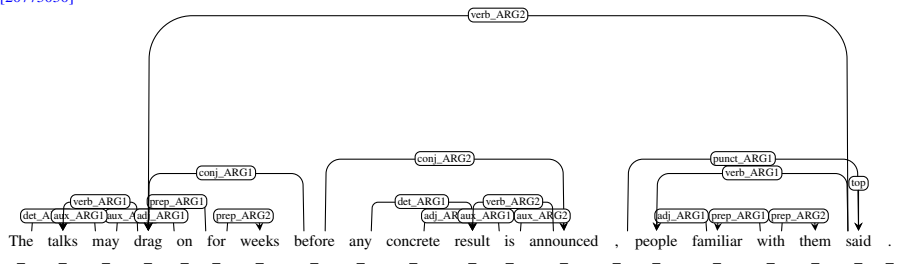 verb_ARG2
conj_ARG2 punct_ARG1
conj_ARG1 verb_ARG1
top
verb_ARG1 prep_ARG1 det_ARG1 verb_ARG2
det_A aux_ARG1 aux_A adj_ARG1 prep_ARG2 adj_AR aux_ARG1 aux_ARG2 adj_ARG1 prep_ARG1 prep_ARG2
The talks may drag on for weeks before any concrete result is announced , people familiar with them said .
_ _ _ _ _ _ _ _ _ _ _ _ _ _ _ _ _ _ _ _